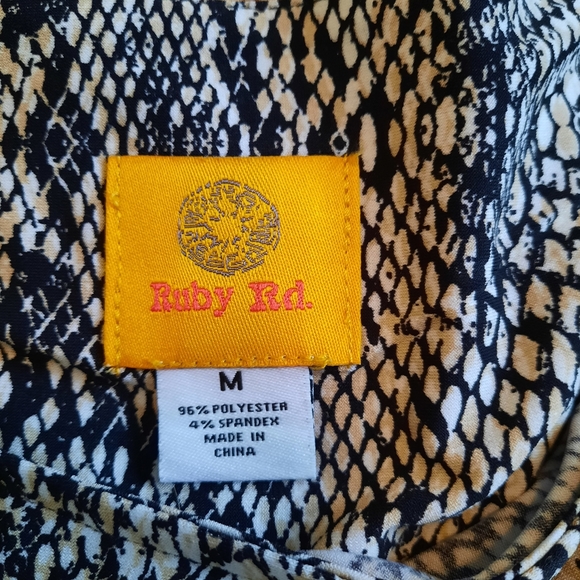 Ruby Rd.
M
96% POLYESTER
4% SPANDEX
MADE IN
CHINA